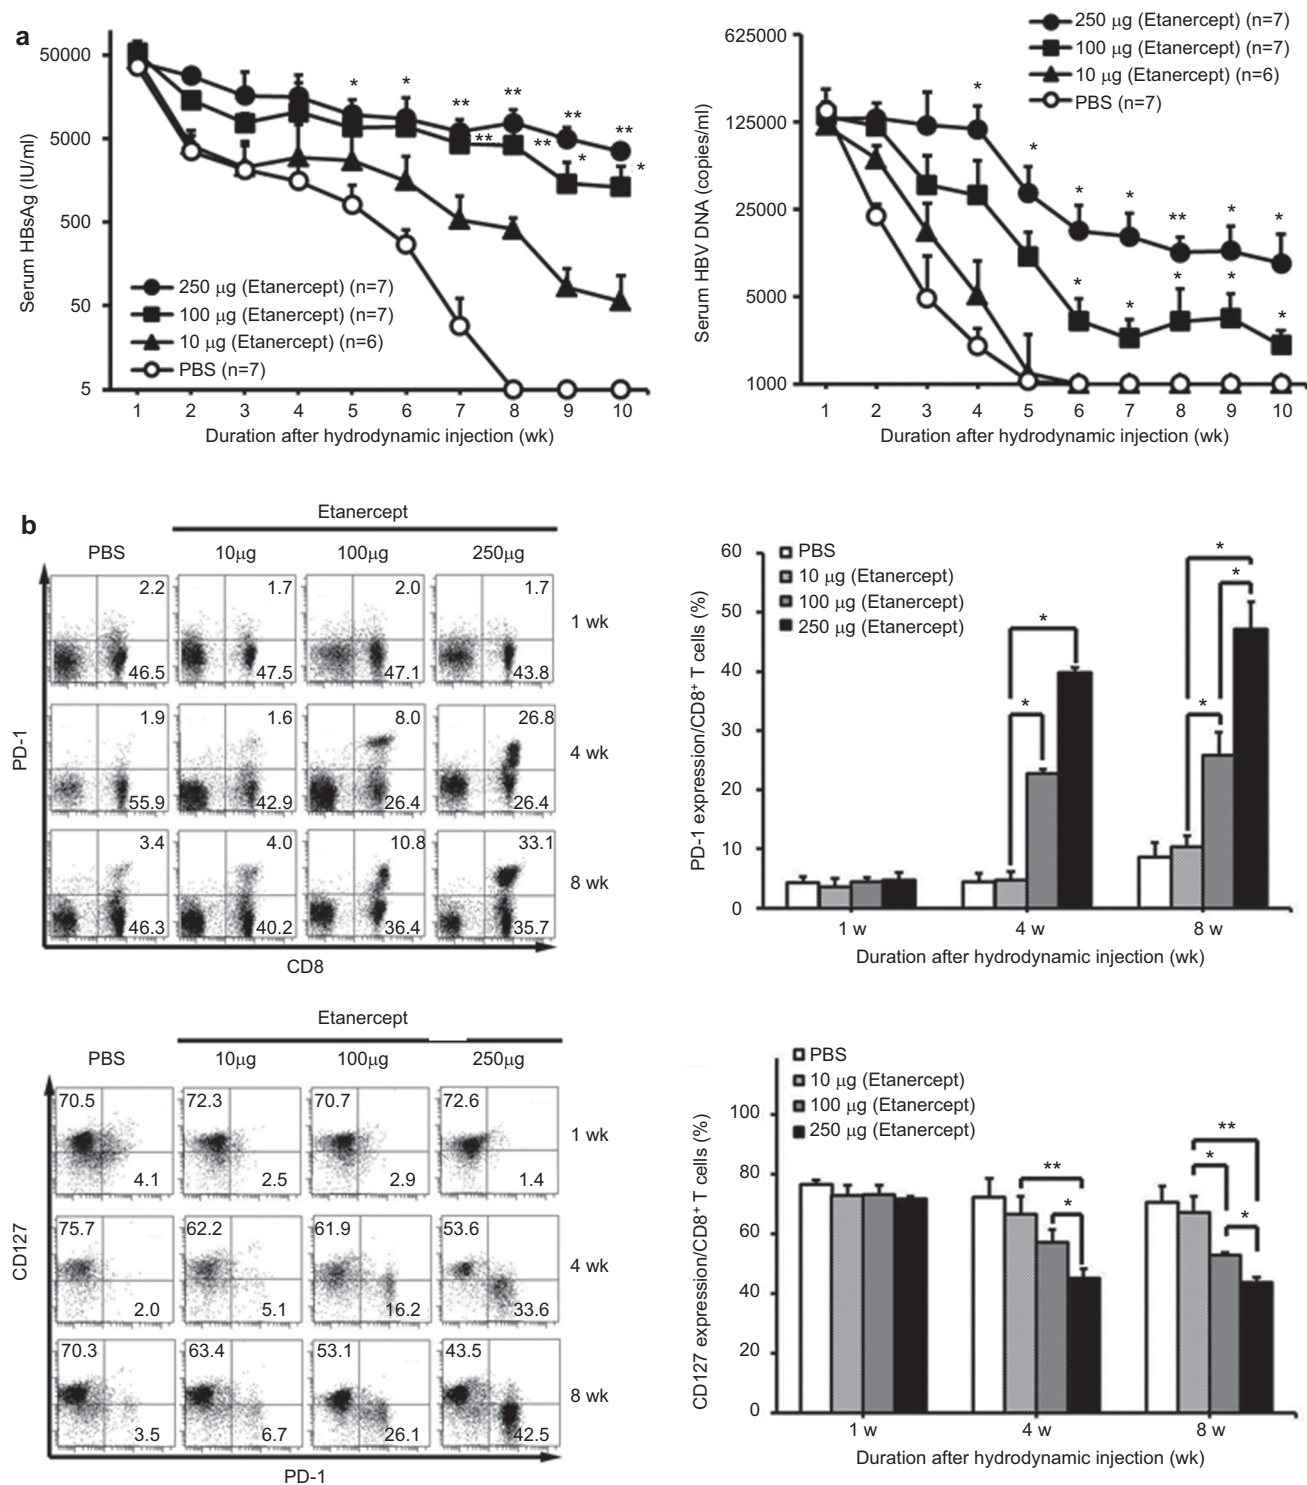 a
50000
5000
500
50
5
Serum HBsAg (IU/ml)
* * ** ** ** **
** ** * *
250 μg (Etanercept) (n=7)
100 μg (Etanercept) (n=7)
10 μg (Etanercept) (n=6)
PBS (n=7)
1 2 3 4 5 6 7 8 9 10
Duration after hydrodynamic injection (wk)
625000
125000
25000
5000
1000
Serum HBV DNA (copies/ml)
250 μg (Etanercept) (n=7)
100 μg (Etanercept) (n=7)
10 μg (Etanercept) (n=6)
PBS (n=7)
* * * * ** * *
* * * * *
1 2 3 4 5 6 7 8 9 10
Duration after hydrodynamic injection (wk)
b
Etanercept
PBS 10μg 100μg 250μg
2.2 1.7 2.0 1.7
1 wk
46.5 47.5 47.1 43.8
1.9 1.6 8.0 26.8
4 wk
55.9 42.9 26.4 26.4
3.4 4.0 10.8 33.1
8 wk
46.3 40.2 36.4 35.7
PD-1
CD8
60
50
40
30
20
10
0
PD-1 expression/CD8+ T cells (%)
PBS
10 μg (Etanercept)
100 μg (Etanercept)
250 μg (Etanercept)
* * * * *
1 w 4 w 8 w
Duration after hydrodynamic injection (wk)
Etanercept
PBS 10μg 100μg 250μg
70.5 72.3 70.7 72.6
1 wk
4.1 2.5 2.9 1.4
75.7 62.2 61.9 53.6
4 wk
2.0 5.1 16.2 33.6
70.3 63.4 53.1 43.5
8 wk
3.5 6.7 26.1 42.5
CD127
PD-1
100
80
60
40
20
0
CD127 expression/CD8+ T cells (%)
PBS
10 μg (Etanercept)
100 μg (Etanercept)
250 μg (Etanercept)
** * ** * *
1 w 4 w 8 w
Duration after hydrodynamic injection (wk)